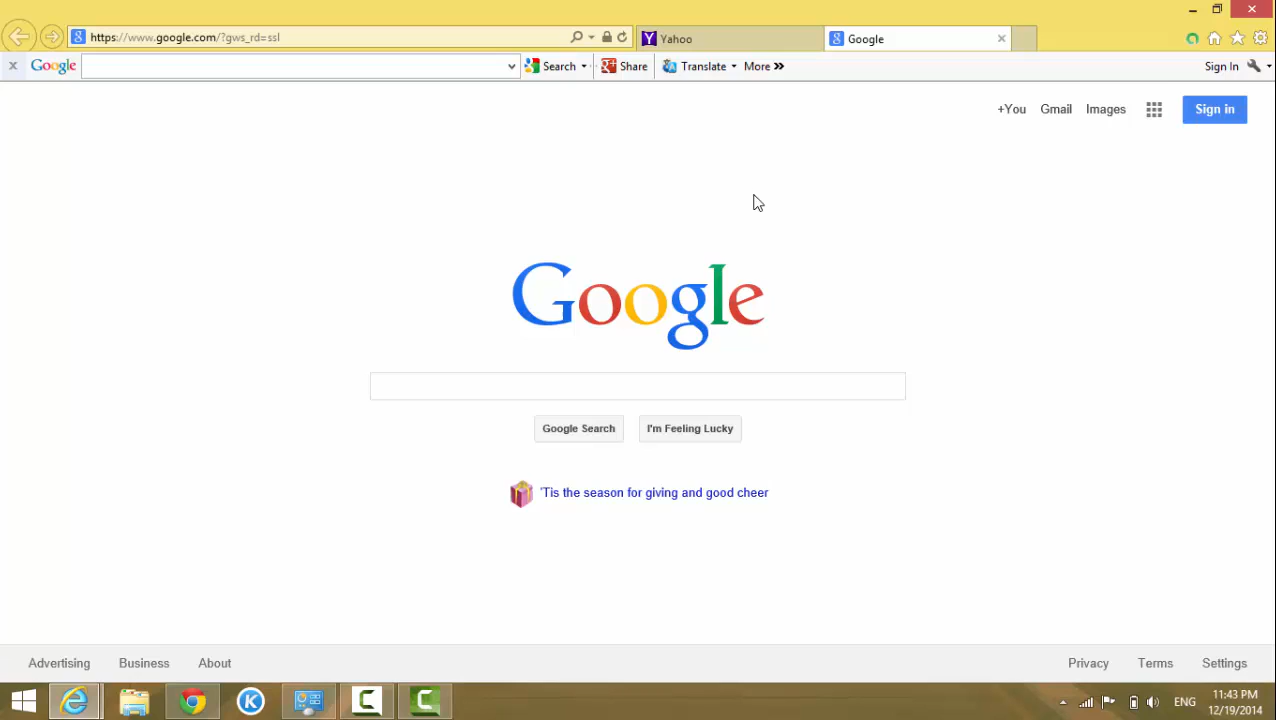 https://www.google.com/?gws_rd=ssl
Yahoo
Google
Google
Search
Share
Translate
More
Sign In
+You
Gmail
Images
Sign in
Google
Google Search
I'm Feeling Lucky
'Tis the season for giving and good cheer
Advertising
Business
About
Privacy
Terms
Settings
ENG
11:43 PM
12/19/2014